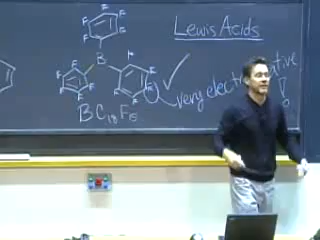 Lewis Acids
F F F F F
B
F F F F F
F F F F
very electronegative !
BC₁₈F₁₅